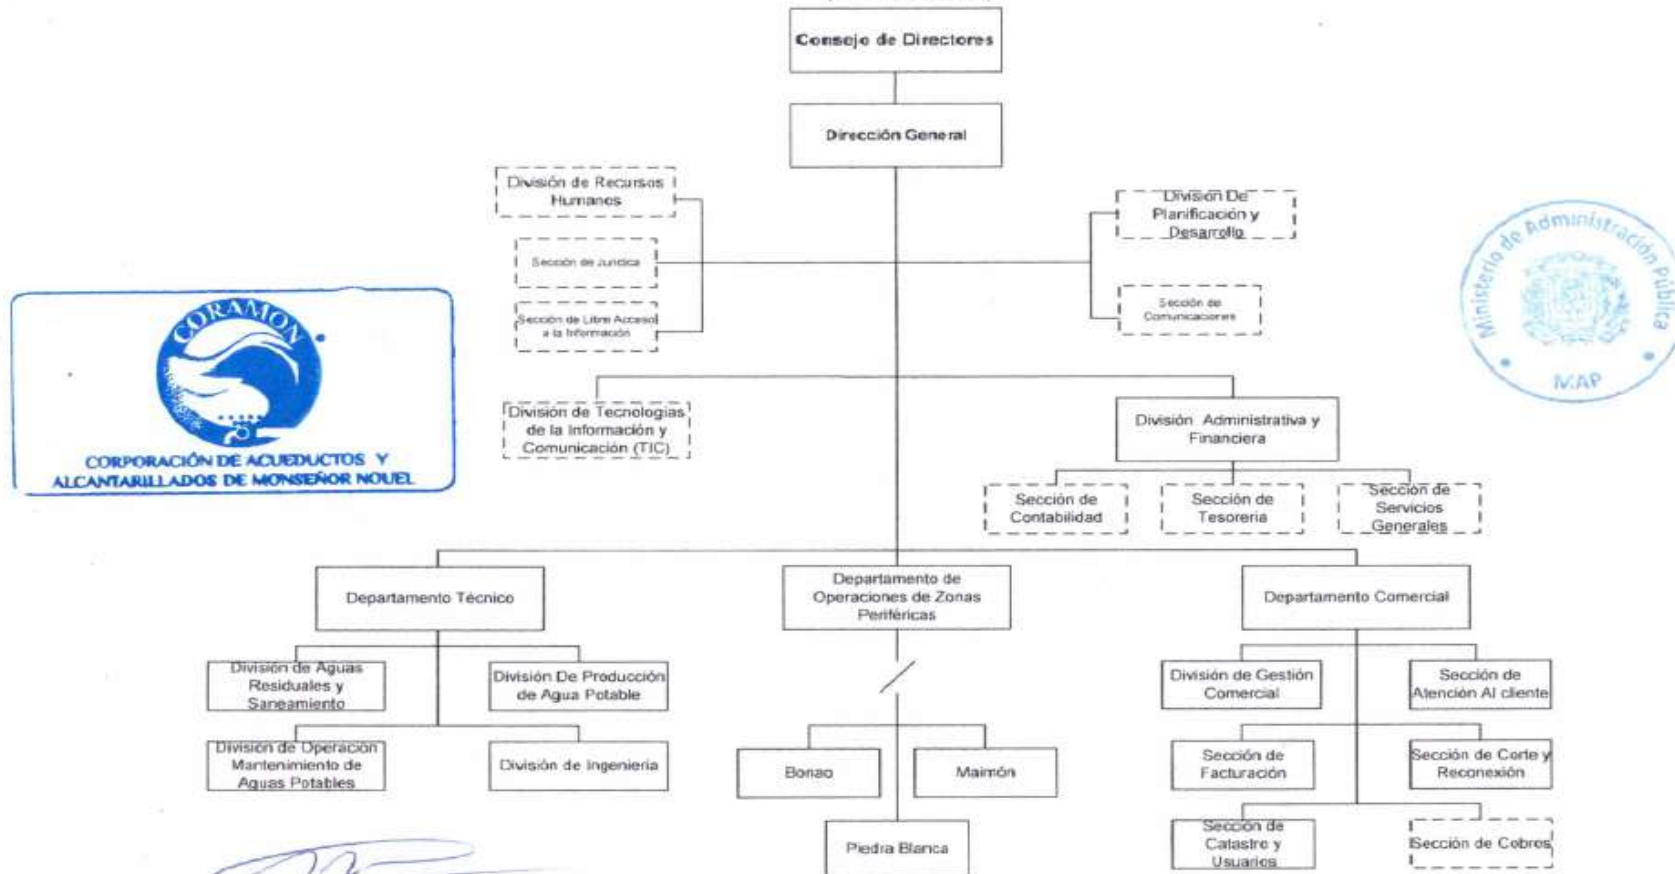 Consejo de Directores
Dirección General
División de Recursos
Humanos
División De
Planificación y
Desarrollo
Sección de Jurídica
Sección de Libre Acceso
a la Información
Sección de
Comunicaciones
Ministerio de Administración Pública
MAP
CORAMON
CORPORACIÓN DE ACUEDUCTOS Y
ALCANTARILLADOS DE MONSEÑOR NOUEL
División de Tecnologías
de la Información y
Comunicación (TIC)
División Administrativa y
Financiera
Sección de
Contabilidad
Sección de
Tesoreria
Sección de
Servicios
Generales
Departamento Técnico
Departamento de
Operaciones de Zonas
Periféricas
Departamento Comercial
División de Aguas
Residuales y
Saneamiento
División De Producción
de Agua Potable
División de Operación
Mantenimiento de
Aguas Potables
División de Ingeniería
Bonao
Maimón
Piedra Blanca
División de Gestión
Comercial
Sección de
Atención Al cliente
Sección de
Facturación
Sección de Corte y
Reconexión
Sección de
Catastro y
Usuarios
Sección de Cobros